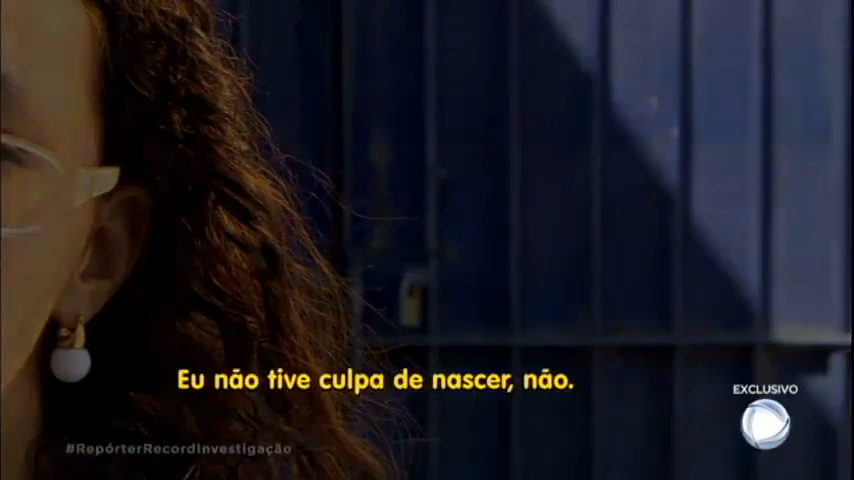 Eu não tive culpa de nascer, não.
EXCLUSIVO
#RepórterRecordInvestigação